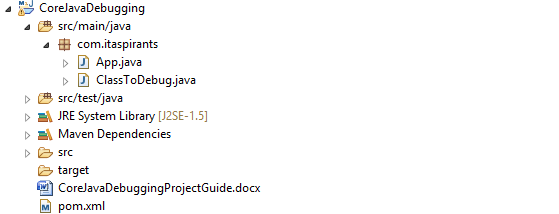 CoreJavaDebugging
src/main/java
com.itaspirants
App.java
ClassToDebug.java
src/test/java
JRE System Library [J2SE-1.5]
Maven Dependencies
src
target
CoreJavaDebuggingProjectGuide.docx
pom.xml